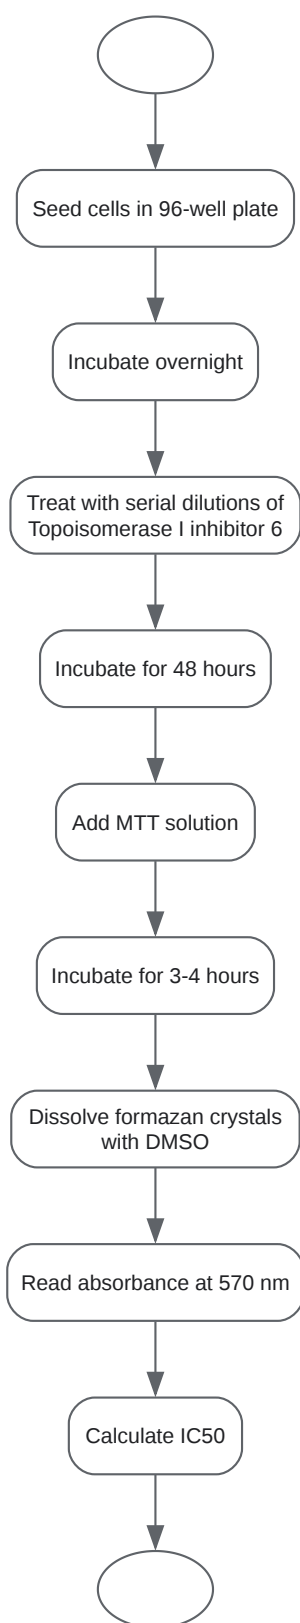 Seed cells in 96-well plate
Incubate overnight
Treat with serial dilutions of
Topoisomerase I inhibitor 6
Incubate for 48 hours
Add MTT solution
Incubate for 3-4 hours
Dissolve formazan crystals
with DMSO
Read absorbance at 570 nm
Calculate IC50